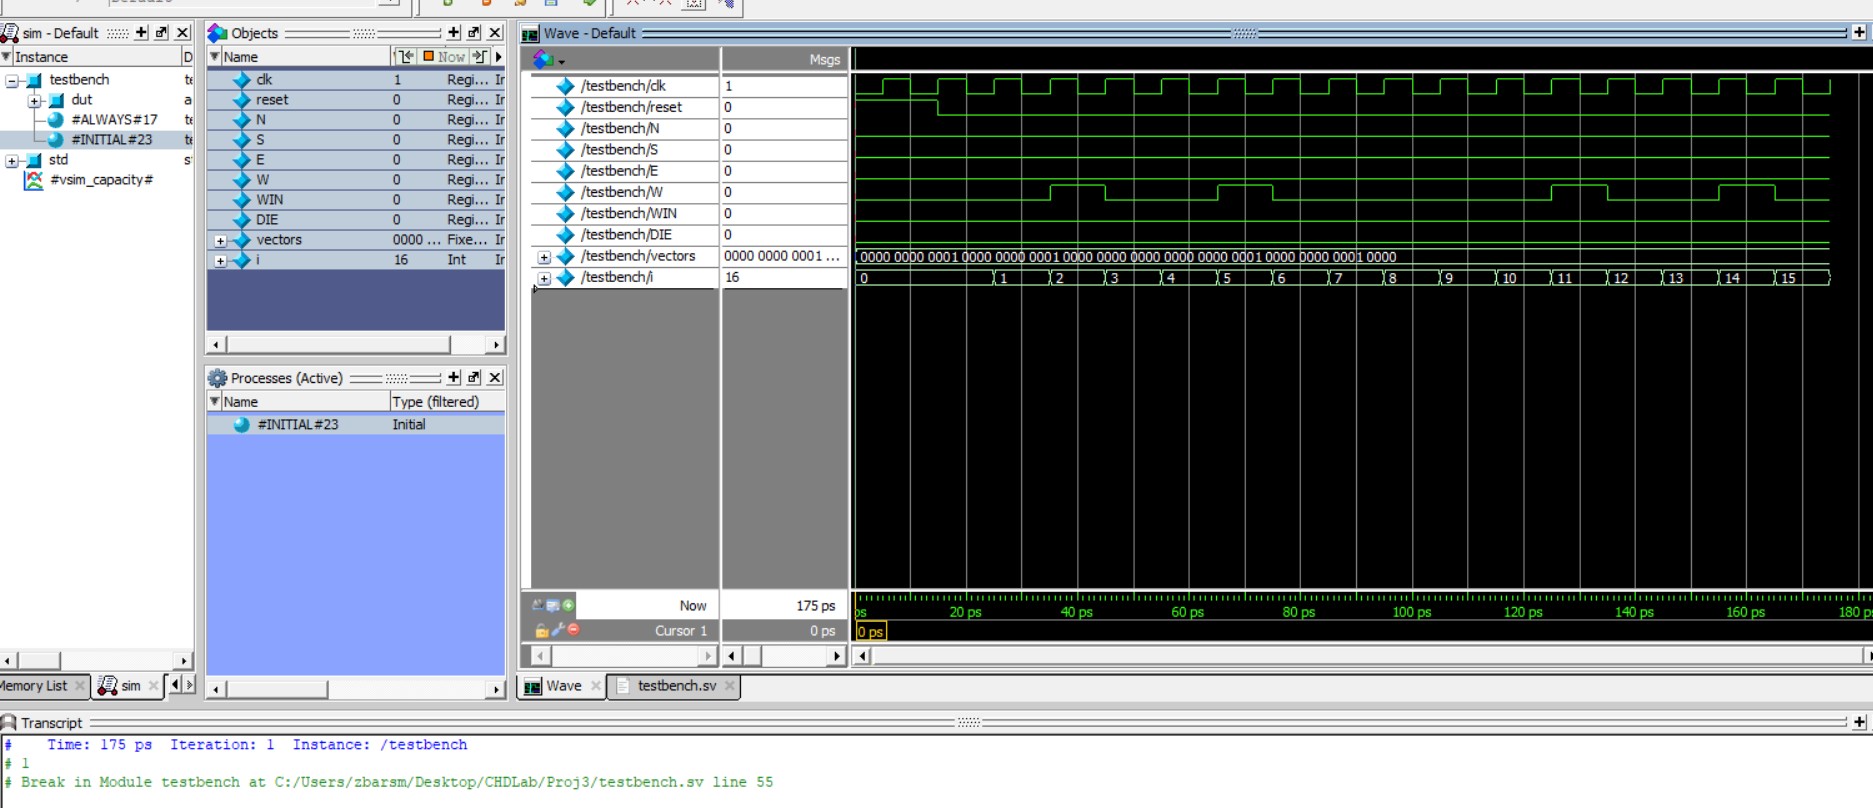 Default
sim - Default
Instance
D
testbench
te
dut
a
#ALWAYS#17
te
#INITIAL#23
te
std
s
#vsim_capacity#
Memory List
sim
Objects
Name
Now
clk 1 Regi... Ir
reset 0 Regi... Ir
N 0 Regi... Ir
S 0 Regi... Ir
E 0 Regi... Ir
W 0 Regi... Ir
WIN 0 Regi... Ir
DIE 0 Regi... Ir
vectors 0000 ... Fixe... Ir
i 16 Int Ir
Processes (Active)
Name Type (filtered)
#INITIAL#23 Initial
Wave - Default
Msgs
/testbench/clk 1
/testbench/reset 0
/testbench/N 0
/testbench/S 0
/testbench/E 0
/testbench/W 0
/testbench/WIN 0
/testbench/DIE 0
/testbench/vectors 0000 0000 0001 ... 0000 0000 0001 0000 0000 0001 0000 0000 0000 0000 0000 0001 0000 0000 0001 0000
/testbench/i 16 0 1 2 3 4 5 6 7 8 9 10 11 12 13 14 15
Now 175 ps ps 20 ps 40 ps 60 ps 80 ps 100 ps 120 ps 140 ps 160 ps 180 p
Cursor 1 0 ps 0 ps
Wave testbench.sv
Transcript
# Time: 175 ps Iteration: 1 Instance: /testbench
# 1
# Break in Module testbench at C:/Users/zbarsm/Desktop/CHDLab/Proj3/testbench.sv line 55